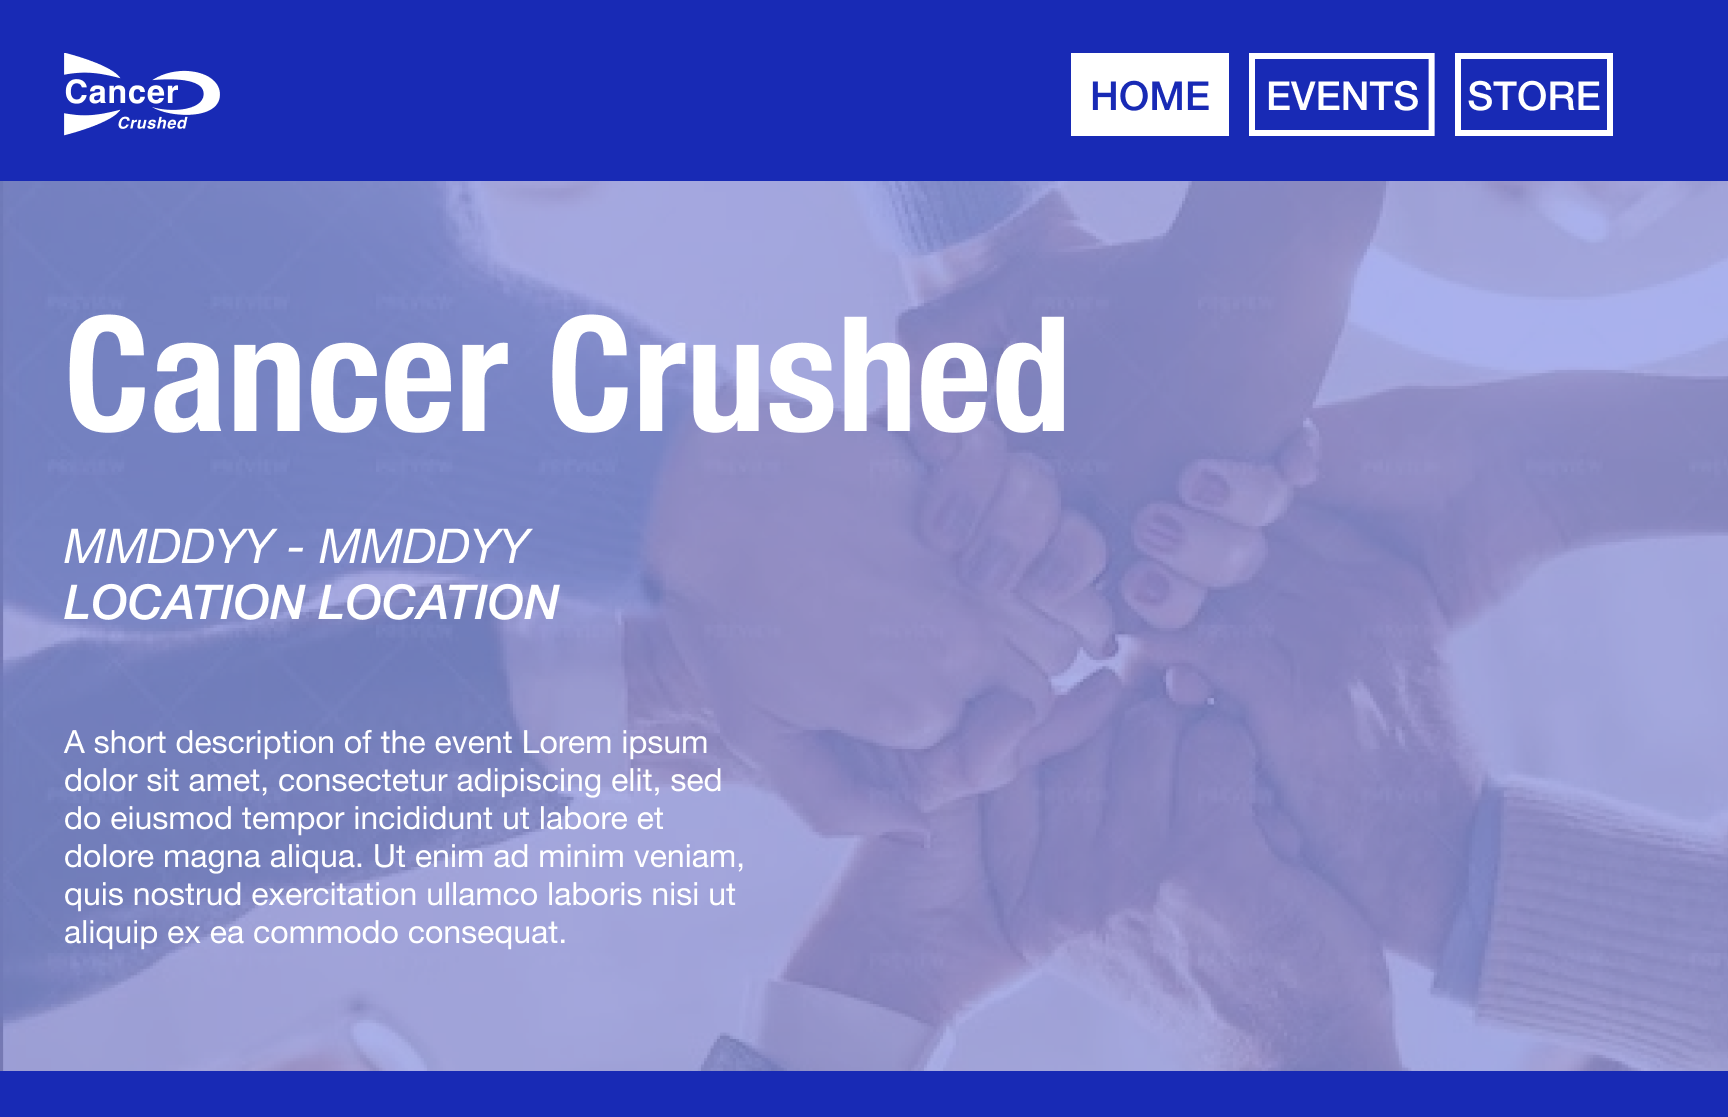 Cancer
Crushed
HOME
EVENTS
STORE
Cancer Crushed
MMDDYY - MMDDYY
LOCATION LOCATION
A short description of the event Lorem ipsum
dolor sit amet, consectetur adipiscing elit, sed
do eiusmod tempor incididunt ut labore et
dolore magna aliqua. Ut enim ad minim veniam,
quis nostrud exercitation ullamco laboris nisi ut
aliquip ex ea commodo consequat.